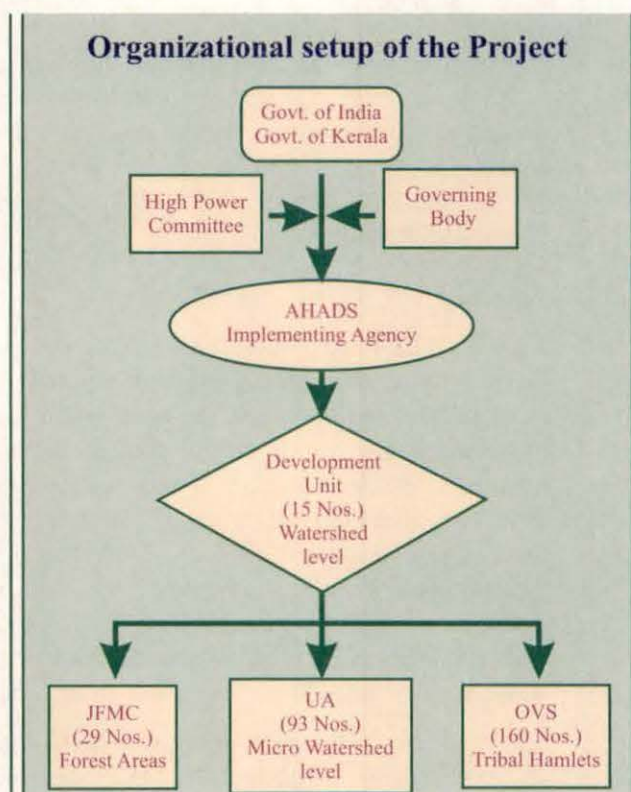 Organizational setup of the Project
Govt. of India
Govt. of Kerala
High Power
Committee
Governing
Body
AHADS
Implementing Agency
Development
Unit
(15 Nos.)
Watershed
level
JFMC
(29 Nos.)
Forest Areas
UA
(93 Nos.)
Micro Watershed
level
OVS
(160 Nos.)
Tribal Hamlets